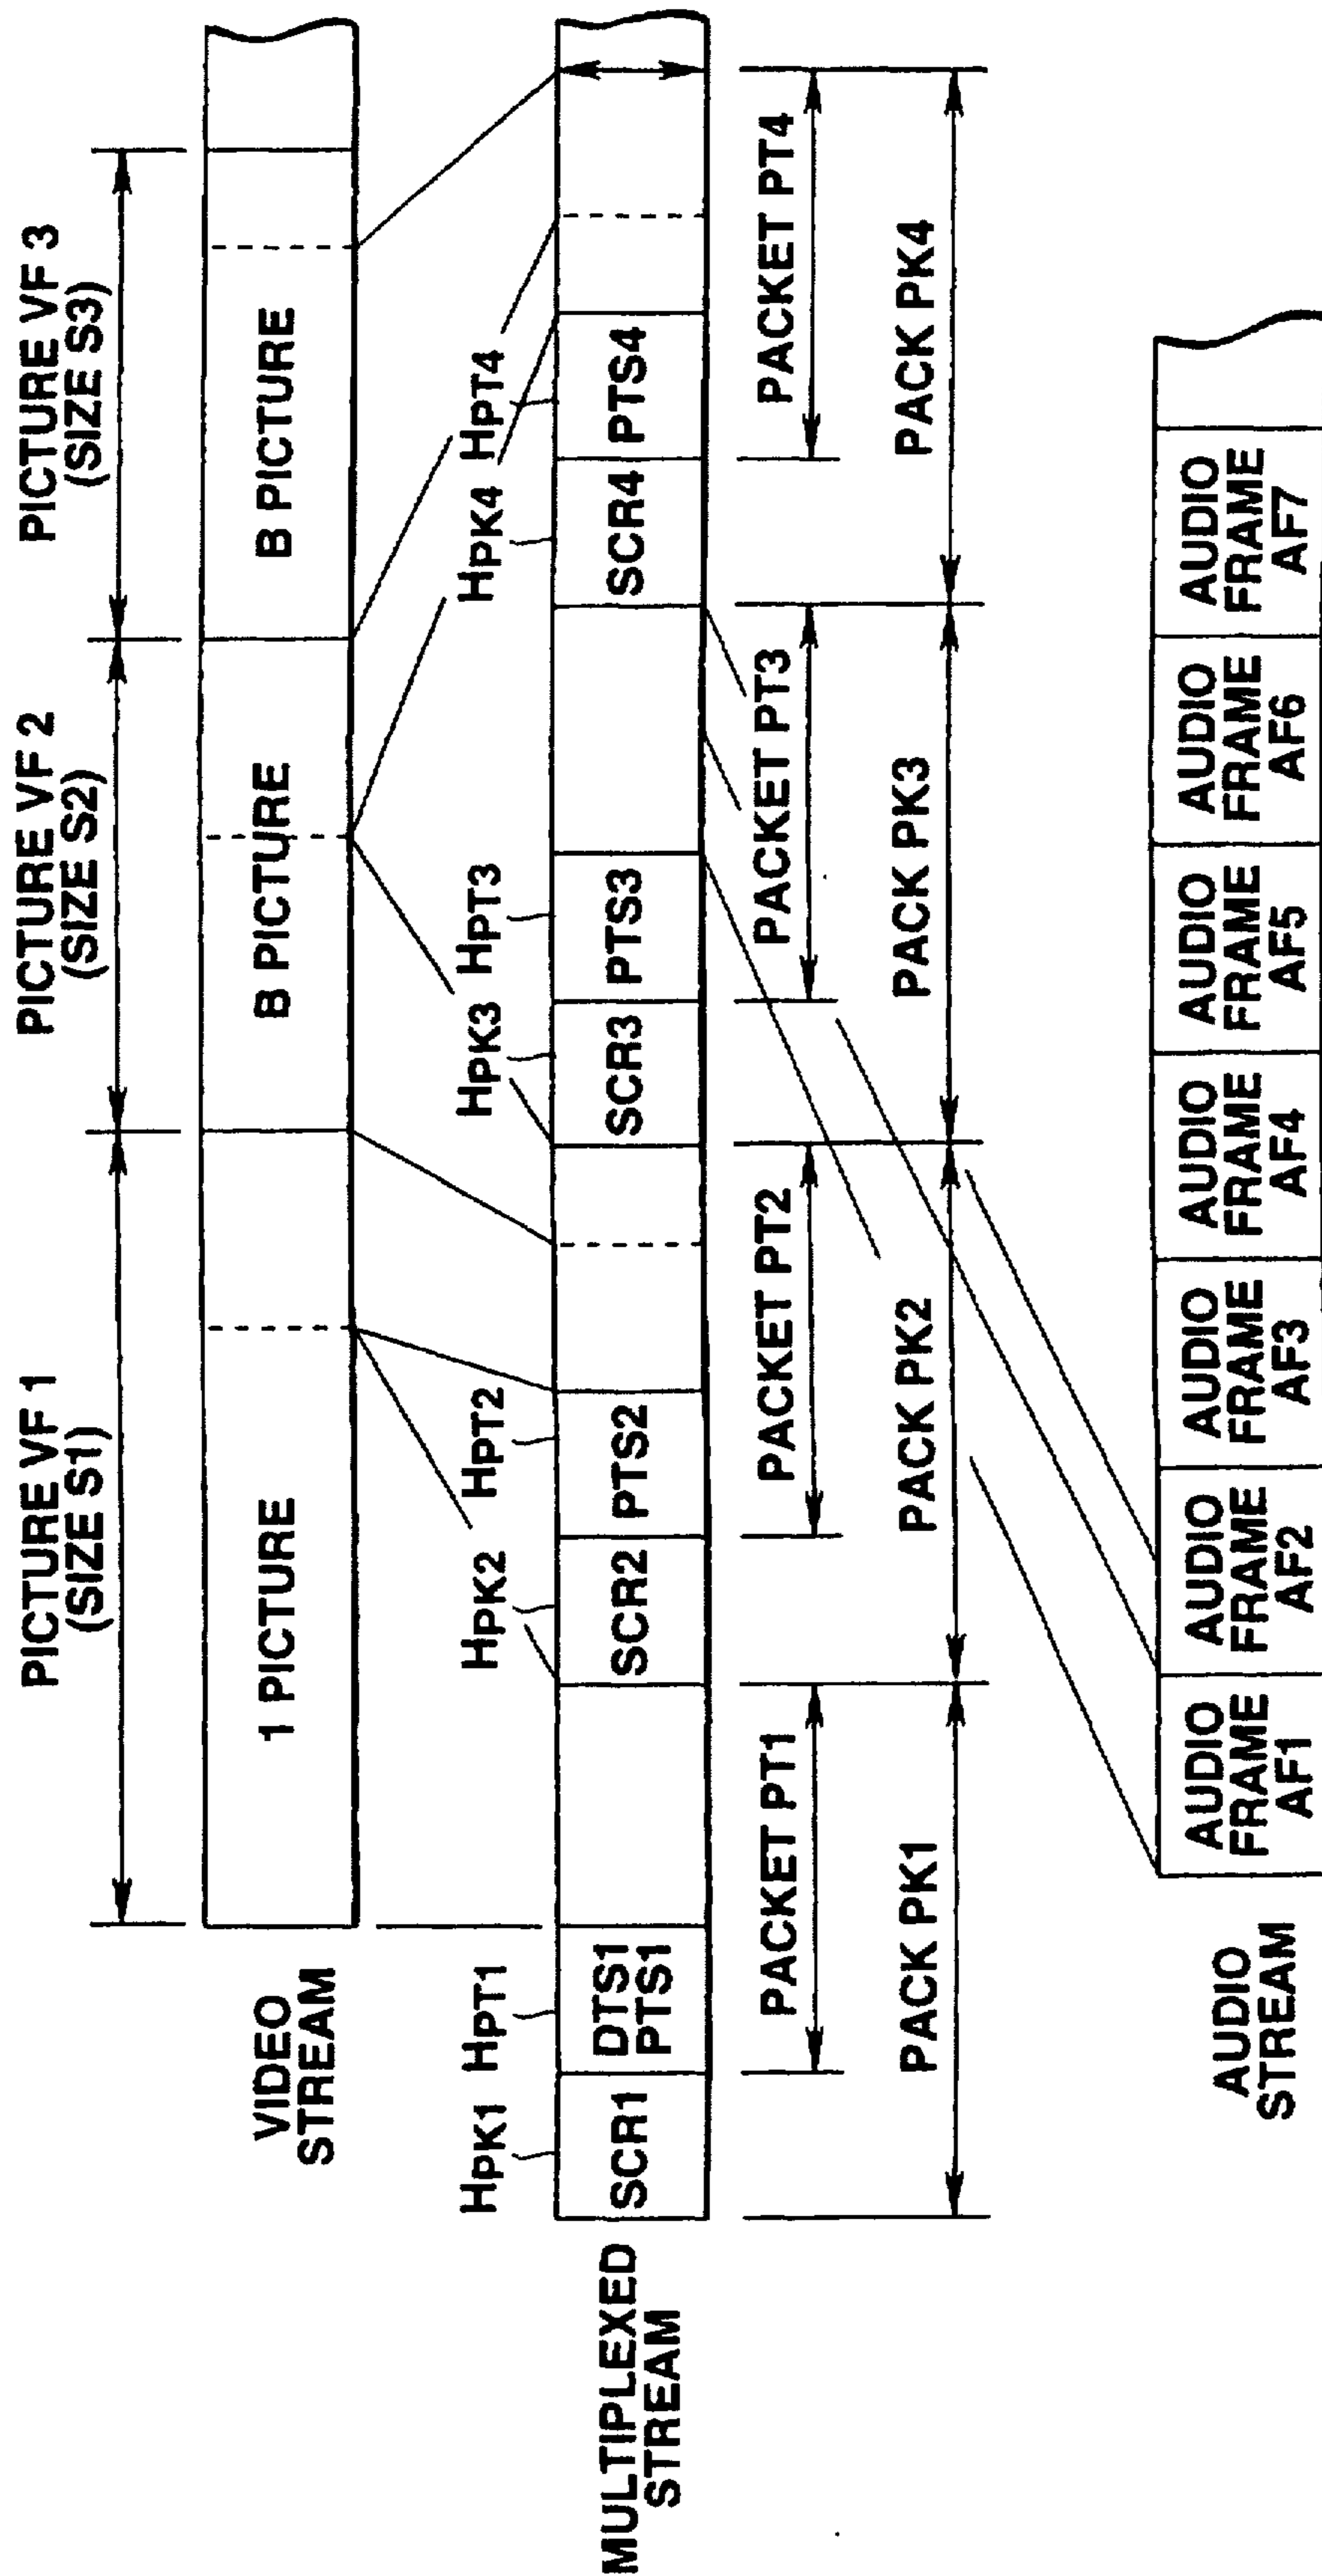 PICTURE VF 1
(SIZE S1)
PICTURE VF 2
(SIZE S2)
PICTURE VF 3
(SIZE S3)
VIDEO
STREAM
1 PICTURE
B PICTURE
B PICTURE
HPK1
HPT1
HPK2
HPT2
HPK3
HPT3
HPK4
HPT4
MULTIPLEXED
STREAM
SCR1
DTS1
PTS1
SCR2
PTS2
SCR3
PTS3
SCR4
PTS4
PACKET PT1
PACKET PT2
PACKET PT3
PACKET PT4
PACK PK1
PACK PK2
PACK PK3
PACK PK4
AUDIO
STREAM
AUDIO
FRAME
AF1
AUDIO
FRAME
AF2
AUDIO
FRAME
AF3
AUDIO
FRAME
AF4
AUDIO
FRAME
AF5
AUDIO
FRAME
AF6
AUDIO
FRAME
AF7